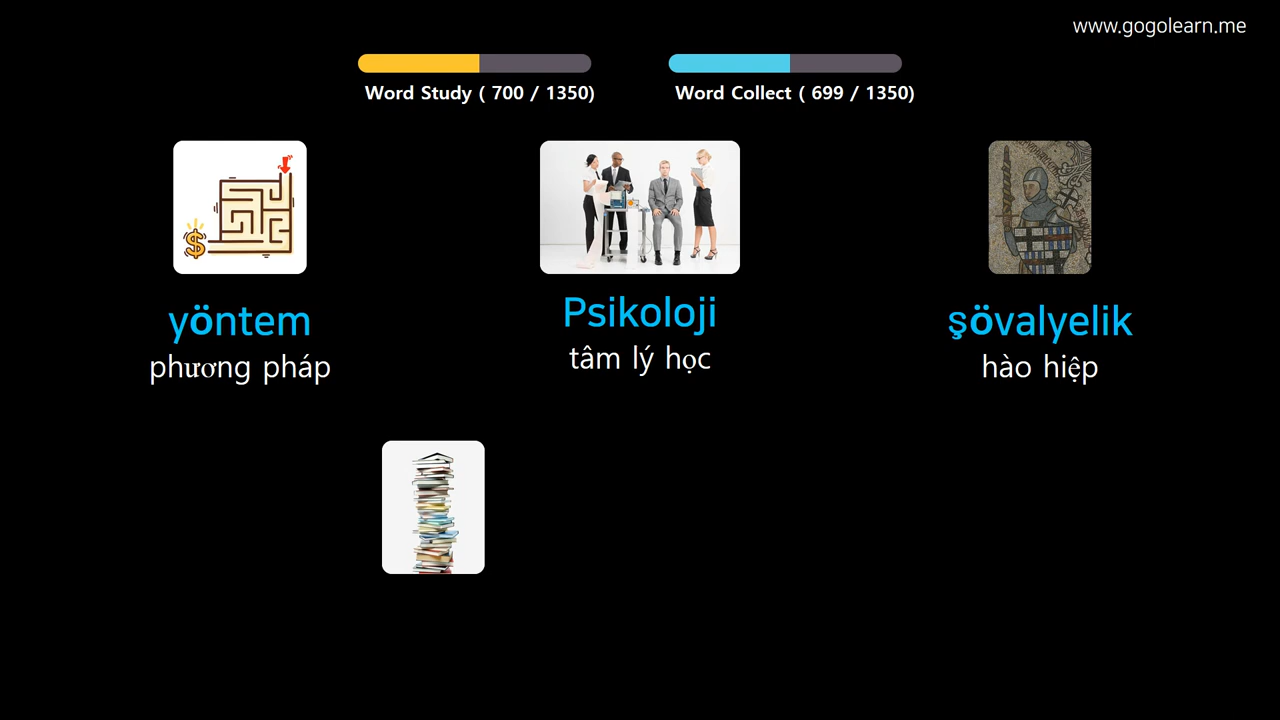 www.gogolearn.me
Word Study ( 700 / 1350)
Word Collect ( 699 / 1350)
yöntem
phương pháp
Psikoloji
tâm lý học
şövalyelik
hào hiệp